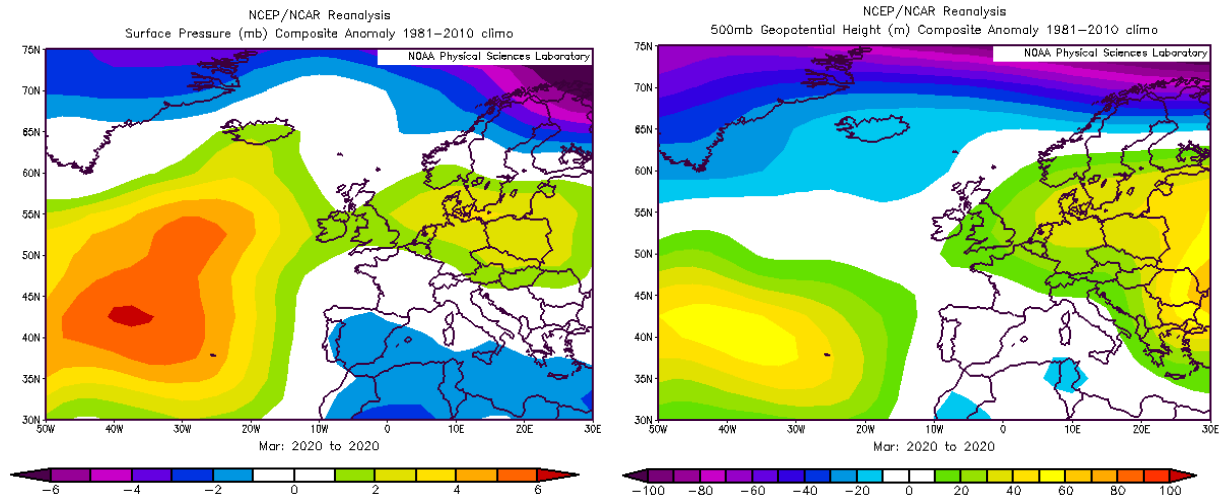 NCEP/NCAR Reanalysis
Surface Pressure (mb) Composite Anomaly 1981-2010 climo
NOAA Physical Sciences Laboratory
75N
70N
65N
60N
55N
50N
45N
40N
35N
30N
50W 40W 30W 20W 10W 0 10E 20E 30E
Mar: 2020 to 2020
-6 -4 -2 0 2 4 6
NCEP/NCAR Reanalysis
500mb Geopotential Height (m) Composite Anomaly 1981-2010 climo
NOAA Physical Sciences Laboratory
75N
70N
65N
60N
55N
50N
45N
40N
35N
30N
50W 40W 30W 20W 10W 0 10E 20E 30E
Mar: 2020 to 2020
-100 -80 -60 -40 -20 0 20 40 60 80 100